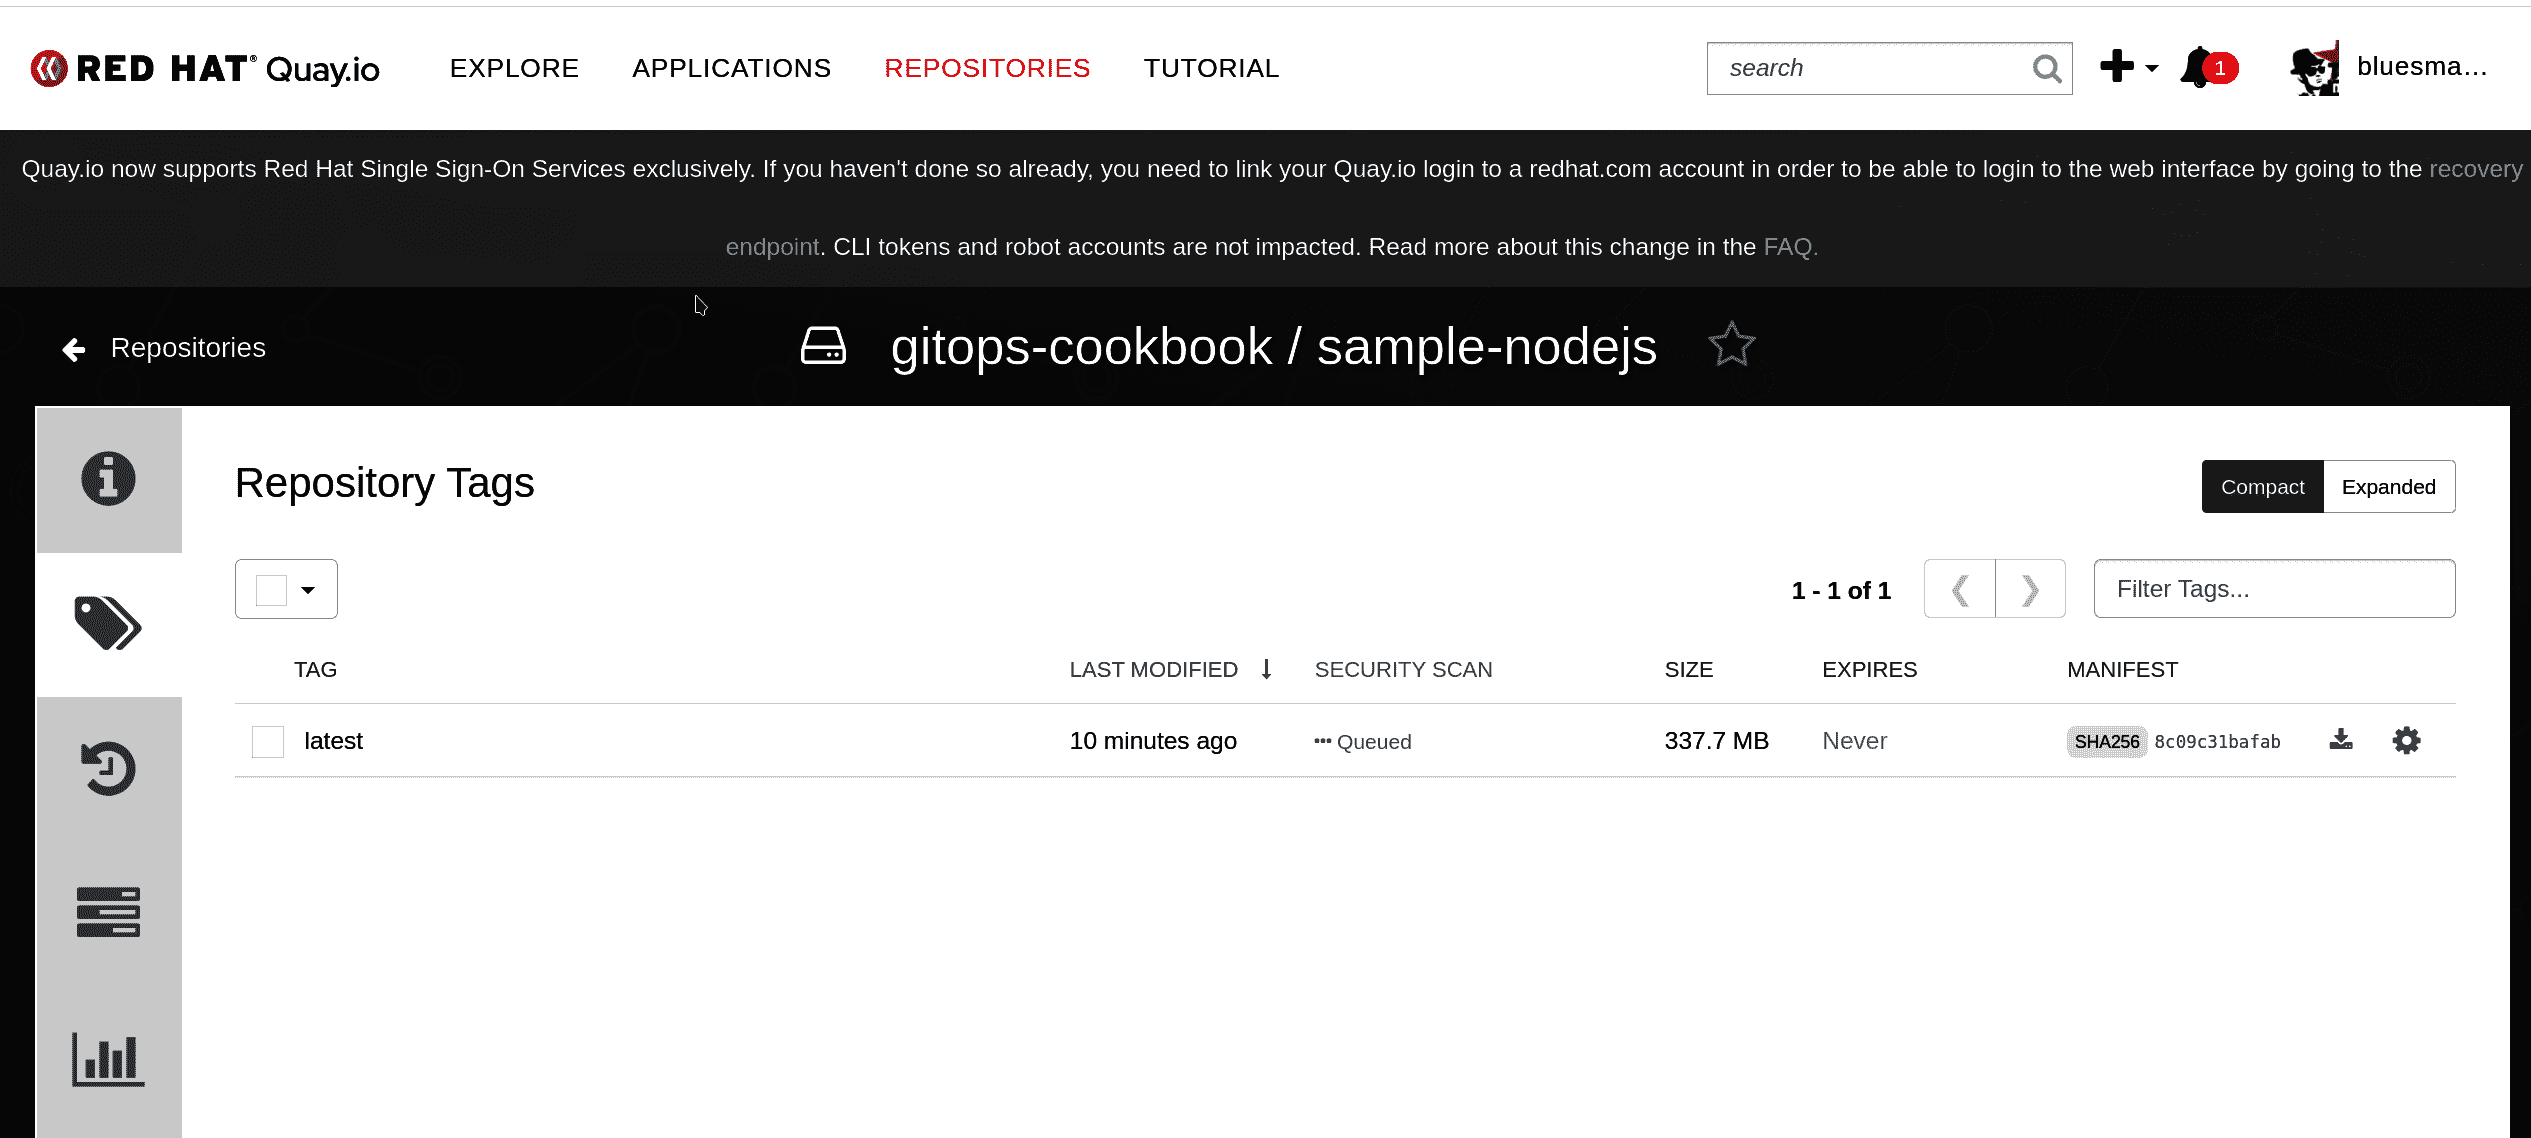 RED HAT® Quay.io EXPLORE APPLICATIONS REPOSITORIES TUTORIAL search 1 bluesma...
Quay.io now supports Red Hat Single Sign-On Services exclusively. If you haven't done so already, you need to link your Quay.io login to a redhat.com account in order to be able to login to the web interface by going to the recovery
endpoint. CLI tokens and robot accounts are not impacted. Read more about this change in the FAQ.
Repositories gitops-cookbook / sample-nodejs
Repository Tags Compact Expanded
1 - 1 of 1 Filter Tags...
TAG LAST MODIFIED SECURITY SCAN SIZE EXPIRES MANIFEST
latest 10 minutes ago Queued 337.7 MB Never SHA256 8c09c31bafab